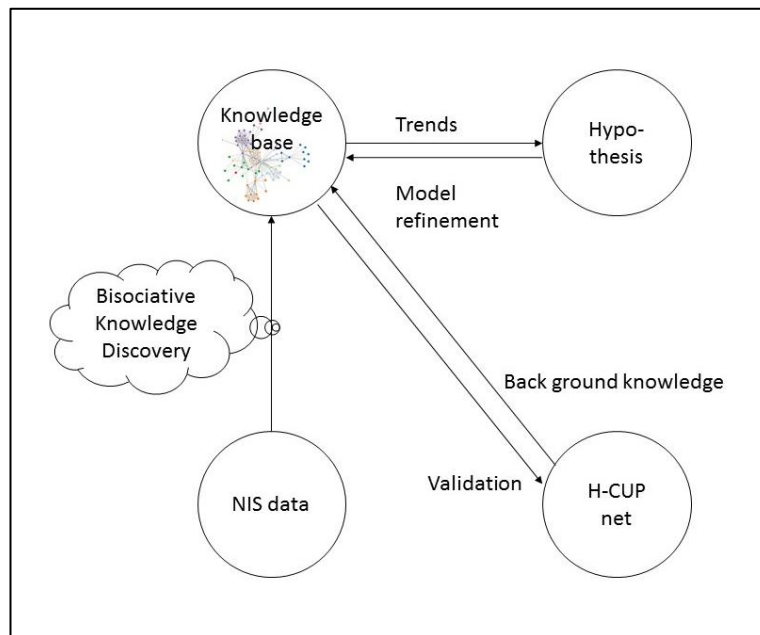 Knowledge
base
Trends
Hypo-
thesis
Model
refinement
Bisociative
Knowledge
Discovery
Back ground knowledge
Validation
NIS data
H-CUP
net